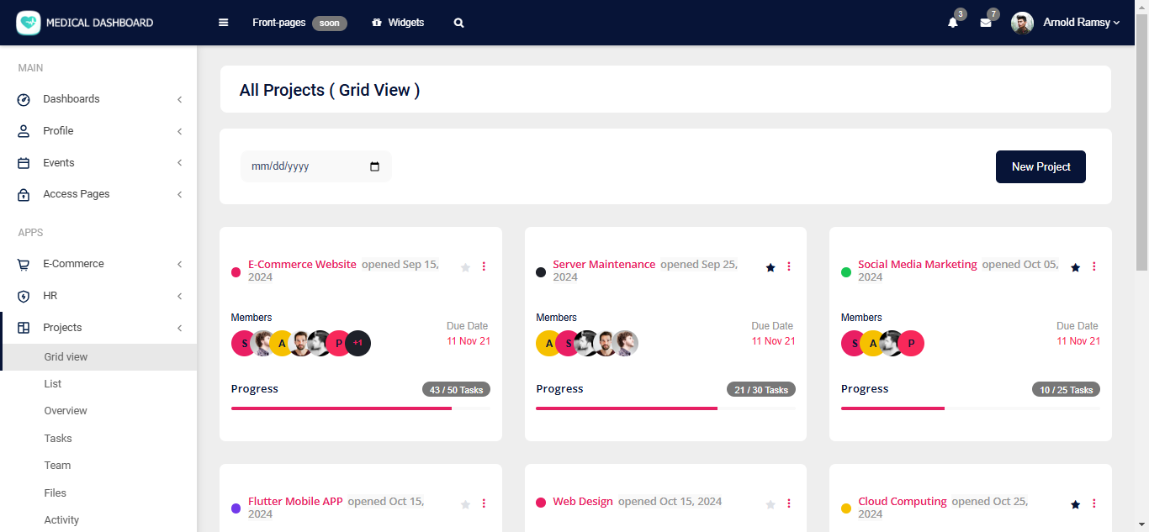 MEDICAL DASHBOARD
Front-pages soon
Widgets
3
7
Arnold Ramsy
MAIN
Dashboards
Profile
Events
Access Pages
APPS
E-Commerce
HR
Projects
Grid view
List
Overview
Tasks
Team
Files
Activity
All Projects ( Grid View )
mm/dd/yyyy
New Project
E-Commerce Website opened Sep 15,
2024
Members
S
A
P
+1
Due Date
11 Nov 21
Progress
43 / 50 Tasks
Server Maintenance opened Sep 25,
2024
Members
A
S
Due Date
11 Nov 21
Progress
21 / 30 Tasks
Social Media Marketing opened Oct 05,
2024
Members
S
A
P
Due Date
11 Nov 21
Progress
10 / 25 Tasks
Flutter Mobile APP opened Oct 15,
2024
Web Design opened Oct 15, 2024
Cloud Computing opened Oct 25,
2024